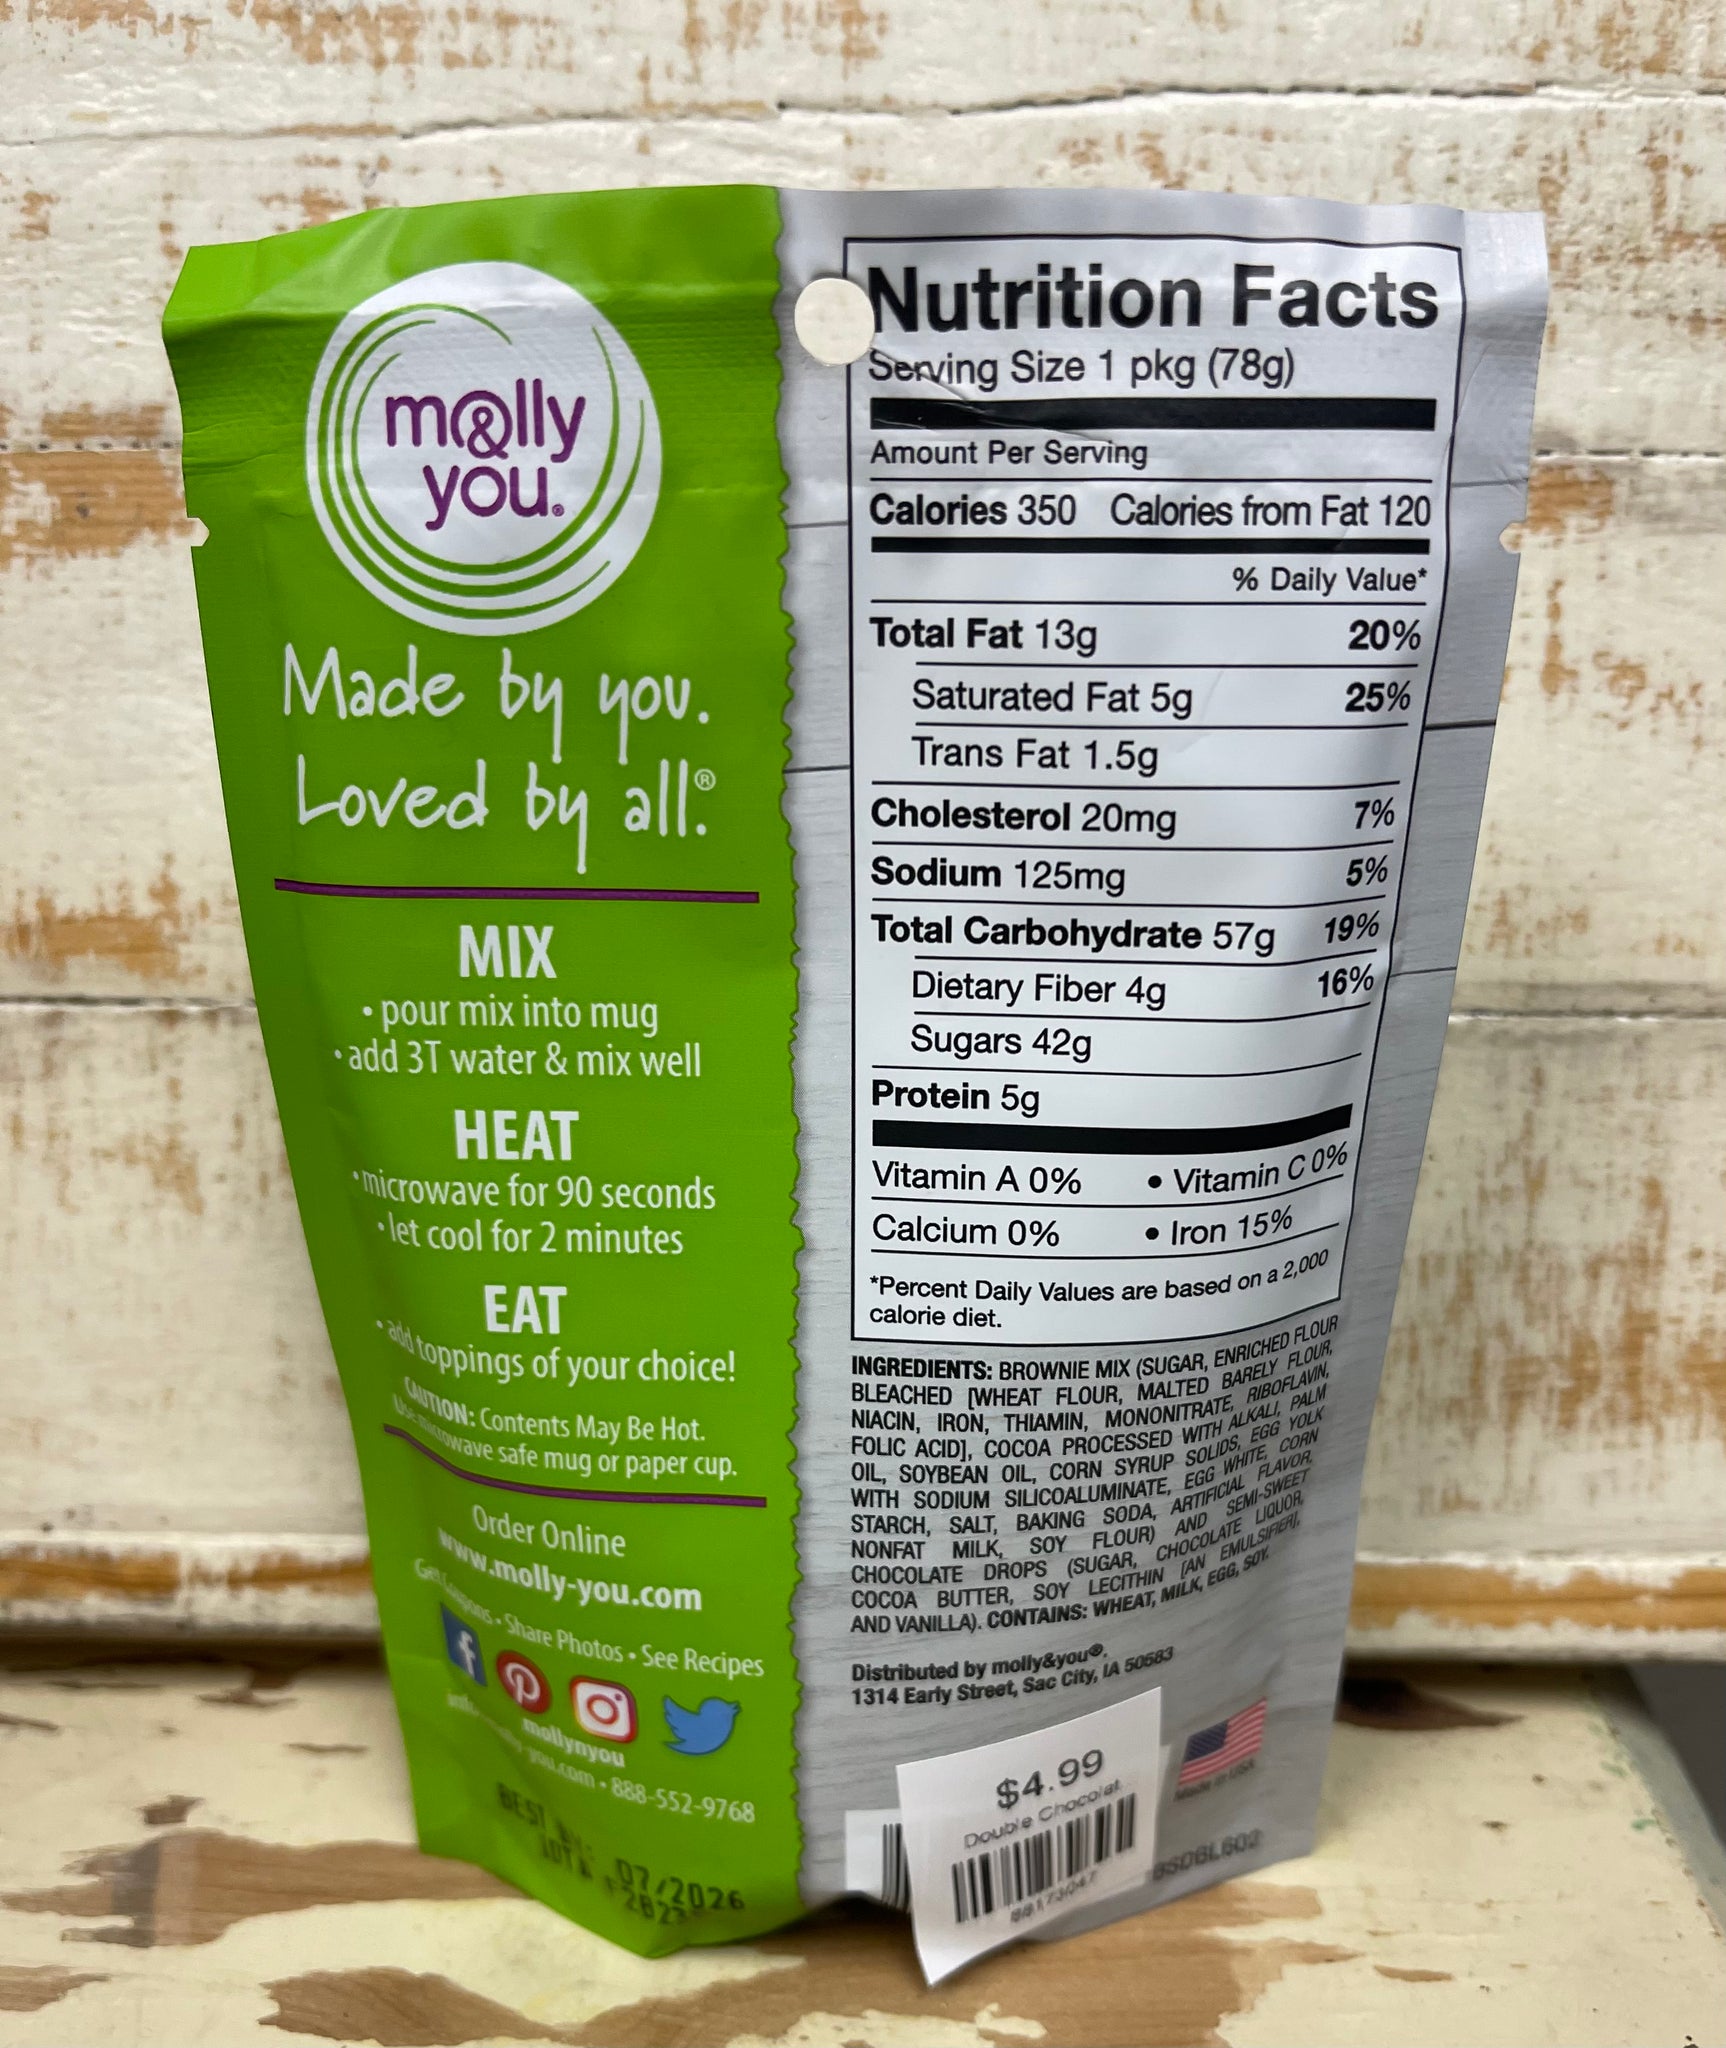 m&lly
you.®
Made by you.
Loved by all.®
MIX
• pour mix into mug
• add 3T water & mix well
HEAT
• microwave for 90 seconds
• let cool for 2 minutes
EAT
• add toppings of your choice!
CAUTION: Contents May Be Hot.
Use microwave safe mug or paper cup.
Order Online
www.molly-you.com
Get Coupons • Share Photos • See Recipes
mollynyou
you.com • 888-552-9768
BEST BY: 07/2026
Nutrition Facts
Serving Size 1 pkg (78g)
Amount Per Serving
Calories 350 Calories from Fat 120
% Daily Value*
Total Fat 13g 20%
Saturated Fat 5g 25%
Trans Fat 1.5g
Cholesterol 20mg 7%
Sodium 125mg 5%
Total Carbohydrate 57g 19%
Dietary Fiber 4g 16%
Sugars 42g
Protein 5g
Vitamin A 0% • Vitamin C 0%
Calcium 0% • Iron 15%
*Percent Daily Values are based on a 2,000
calorie diet.
INGREDIENTS: BROWNIE MIX (SUGAR, ENRICHED FLOUR
BLEACHED [WHEAT FLOUR, MALTED BARELY FLOUR,
NIACIN, IRON, THIAMIN, MONONITRATE, RIBOFLAVIN,
FOLIC ACID], COCOA PROCESSED WITH ALKALI, PALM
OIL, SOYBEAN OIL, CORN SYRUP SOLIDS, EGG YOLK
WITH SODIUM SILICOALUMINATE, EGG WHITE, CORN
STARCH, SALT, BAKING SODA, ARTIFICIAL FLAVOR,
NONFAT MILK, SOY FLOUR) AND SEMI-SWEET
CHOCOLATE DROPS (SUGAR, CHOCOLATE LIQUOR,
COCOA BUTTER, SOY LECITHIN [AN EMULSIFIER],
AND VANILLA). CONTAINS: WHEAT, MILK, EGG, SOY.
Distributed by molly&you®.
1314 Early Street, Sac City, IA 50583
Made in USA
$4.99
Double Chocolat